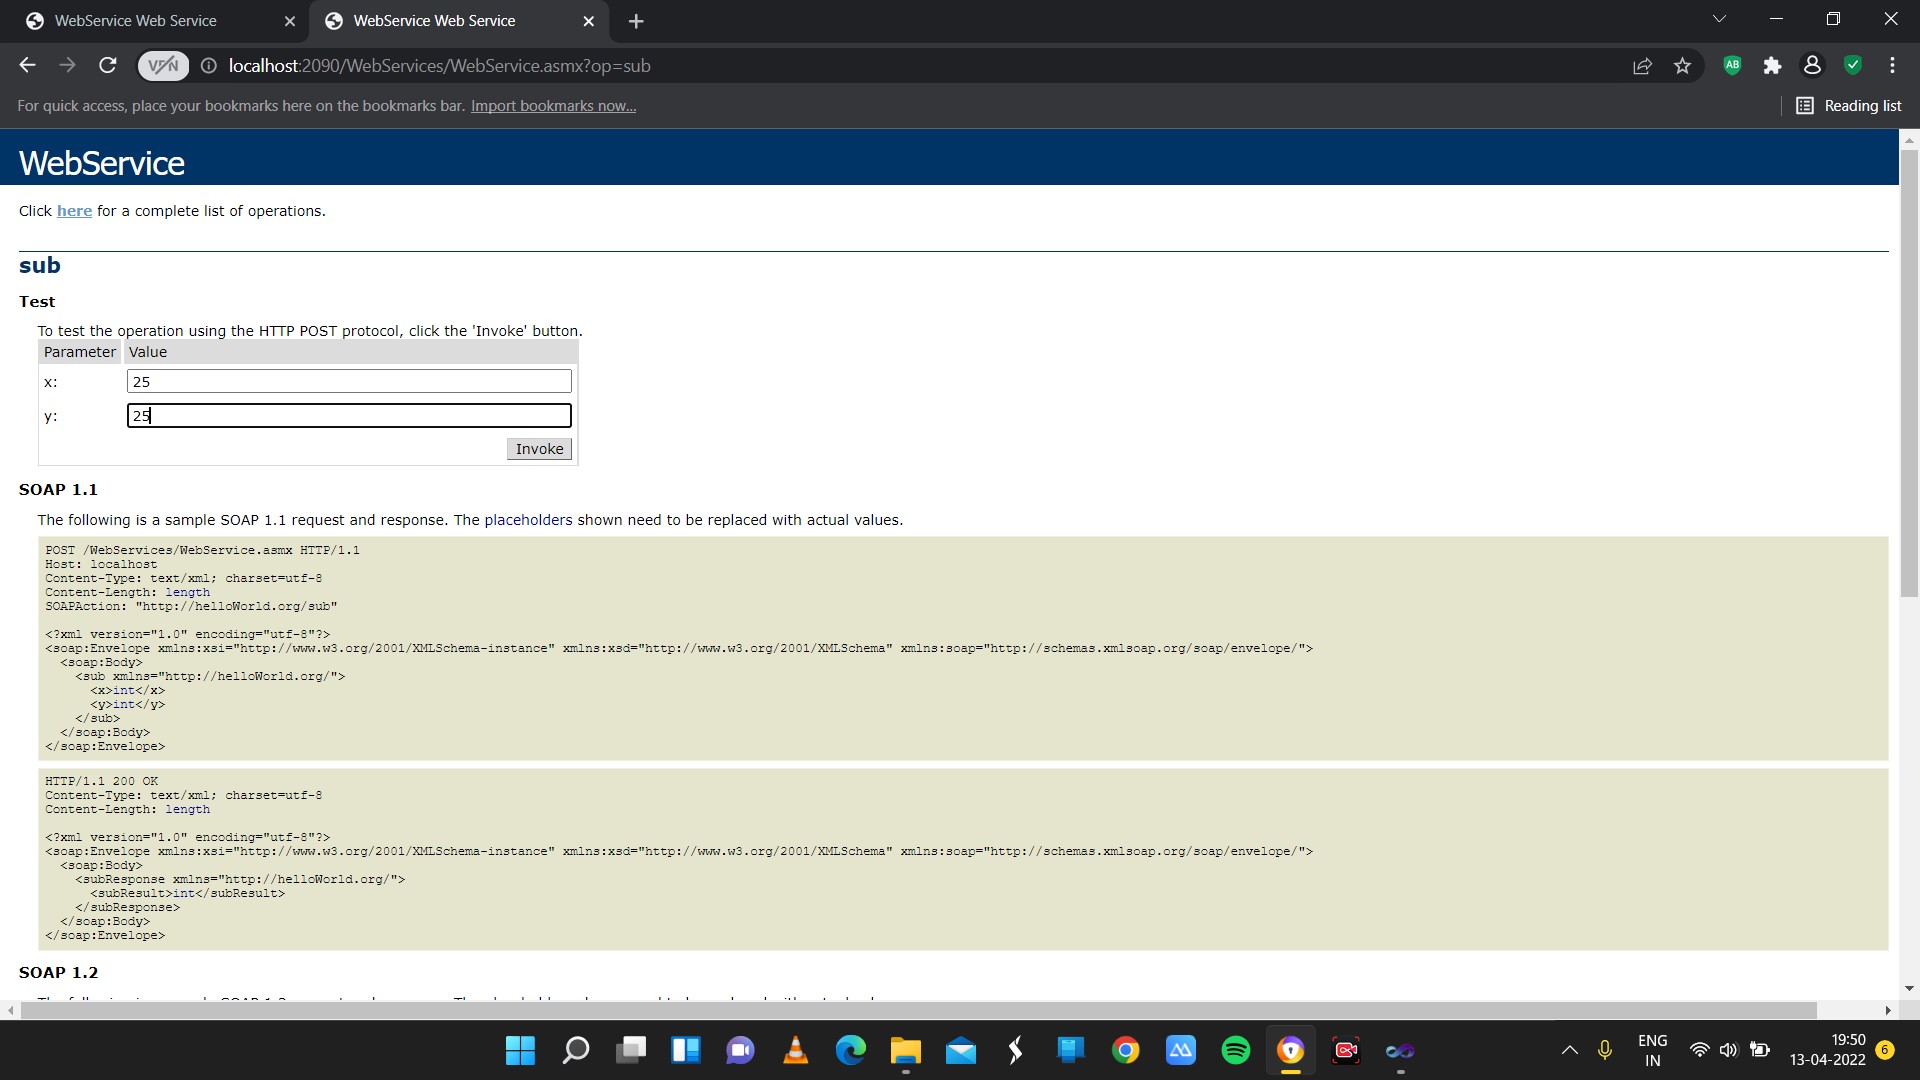 WebService Web Service
WebService Web Service
VPN
localhost:2090/WebServices/WebService.asmx?op=sub
AB
For quick access, place your bookmarks here on the bookmarks bar. Import bookmarks now...
Reading list
WebService
Click here for a complete list of operations.
sub
Test
To test the operation using the HTTP POST protocol, click the 'Invoke' button.
Parameter Value
x: 25
y: 25
Invoke
SOAP 1.1
The following is a sample SOAP 1.1 request and response. The placeholders shown need to be replaced with actual values.
POST /WebServices/WebService.asmx HTTP/1.1
Host: localhost
Content-Type: text/xml; charset=utf-8
Content-Length: length
SOAPAction: "http://helloWorld.org/sub"
<?xml version="1.0" encoding="utf-8"?>
<soap:Envelope xmlns:xsi="http://www.w3.org/2001/XMLSchema-instance" xmlns:xsd="http://www.w3.org/2001/XMLSchema" xmlns:soap="http://schemas.xmlsoap.org/soap/envelope/">
<soap:Body>
<sub xmlns="http://helloWorld.org/">
<x>int</x>
<y>int</y>
</sub>
</soap:Body>
</soap:Envelope>
HTTP/1.1 200 OK
Content-Type: text/xml; charset=utf-8
Content-Length: length
<?xml version="1.0" encoding="utf-8"?>
<soap:Envelope xmlns:xsi="http://www.w3.org/2001/XMLSchema-instance" xmlns:xsd="http://www.w3.org/2001/XMLSchema" xmlns:soap="http://schemas.xmlsoap.org/soap/envelope/">
<soap:Body>
<subResponse xmlns="http://helloWorld.org/">
<subResult>int</subResult>
</subResponse>
</soap:Body>
</soap:Envelope>
SOAP 1.2
ENG
IN
19:50
13-04-2022
6